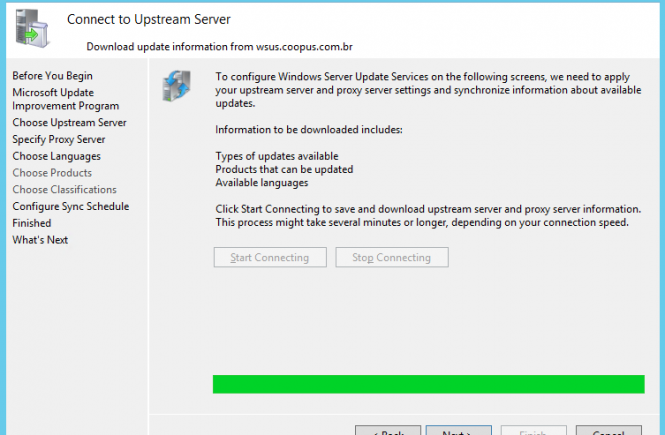 Connect to Upstream Server
Download update information from wsus.coopus.com.br
Before You Begin
Microsoft Update
Improvement Program
Choose Upstream Server
Specify Proxy Server
Choose Languages
Choose Products
Choose Classifications
Configure Sync Schedule
Finished
What's Next
To configure Windows Server Update Services on the following screens, we need to apply
your upstream server and proxy server settings and synchronize information about available
updates.
Information to be downloaded includes:
Types of updates available
Products that can be updated
Available languages
Click Start Connecting to save and download upstream server and proxy server information.
This process might take several minutes or longer, depending on your connection speed.
Start Connecting
Stop Connecting
< Back
Next >
Finish
Cancel